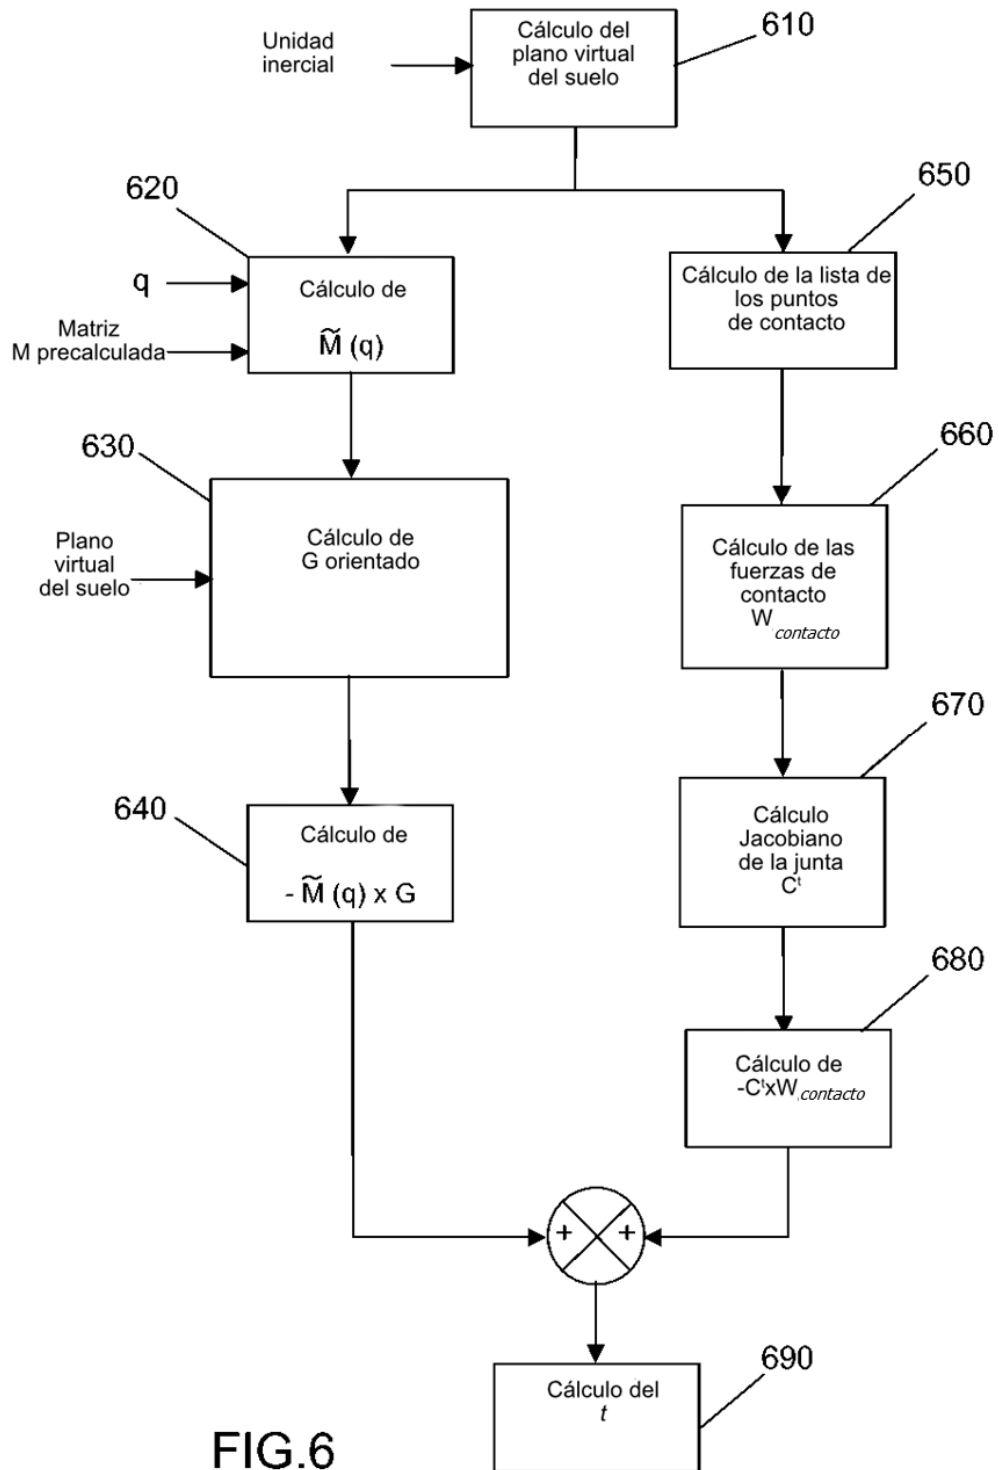 Unidad
inercial
Cálculo del
plano virtual
del suelo
610
620
q
Matriz
M precalculada
Cálculo de
M̃ (q)
650
Cálculo de la lista de
los puntos
de contacto
630
Plano
virtual
del suelo
Cálculo de
G orientado
660
Cálculo de las
fuerzas de
contacto
W contacto
640
Cálculo de
- M̃ (q) x G
670
Cálculo
Jacobiano
de la junta
Cᵗ
680
Cálculo de
-CᵗxW contacto
+ +
690
Cálculo del
t
FIG.6